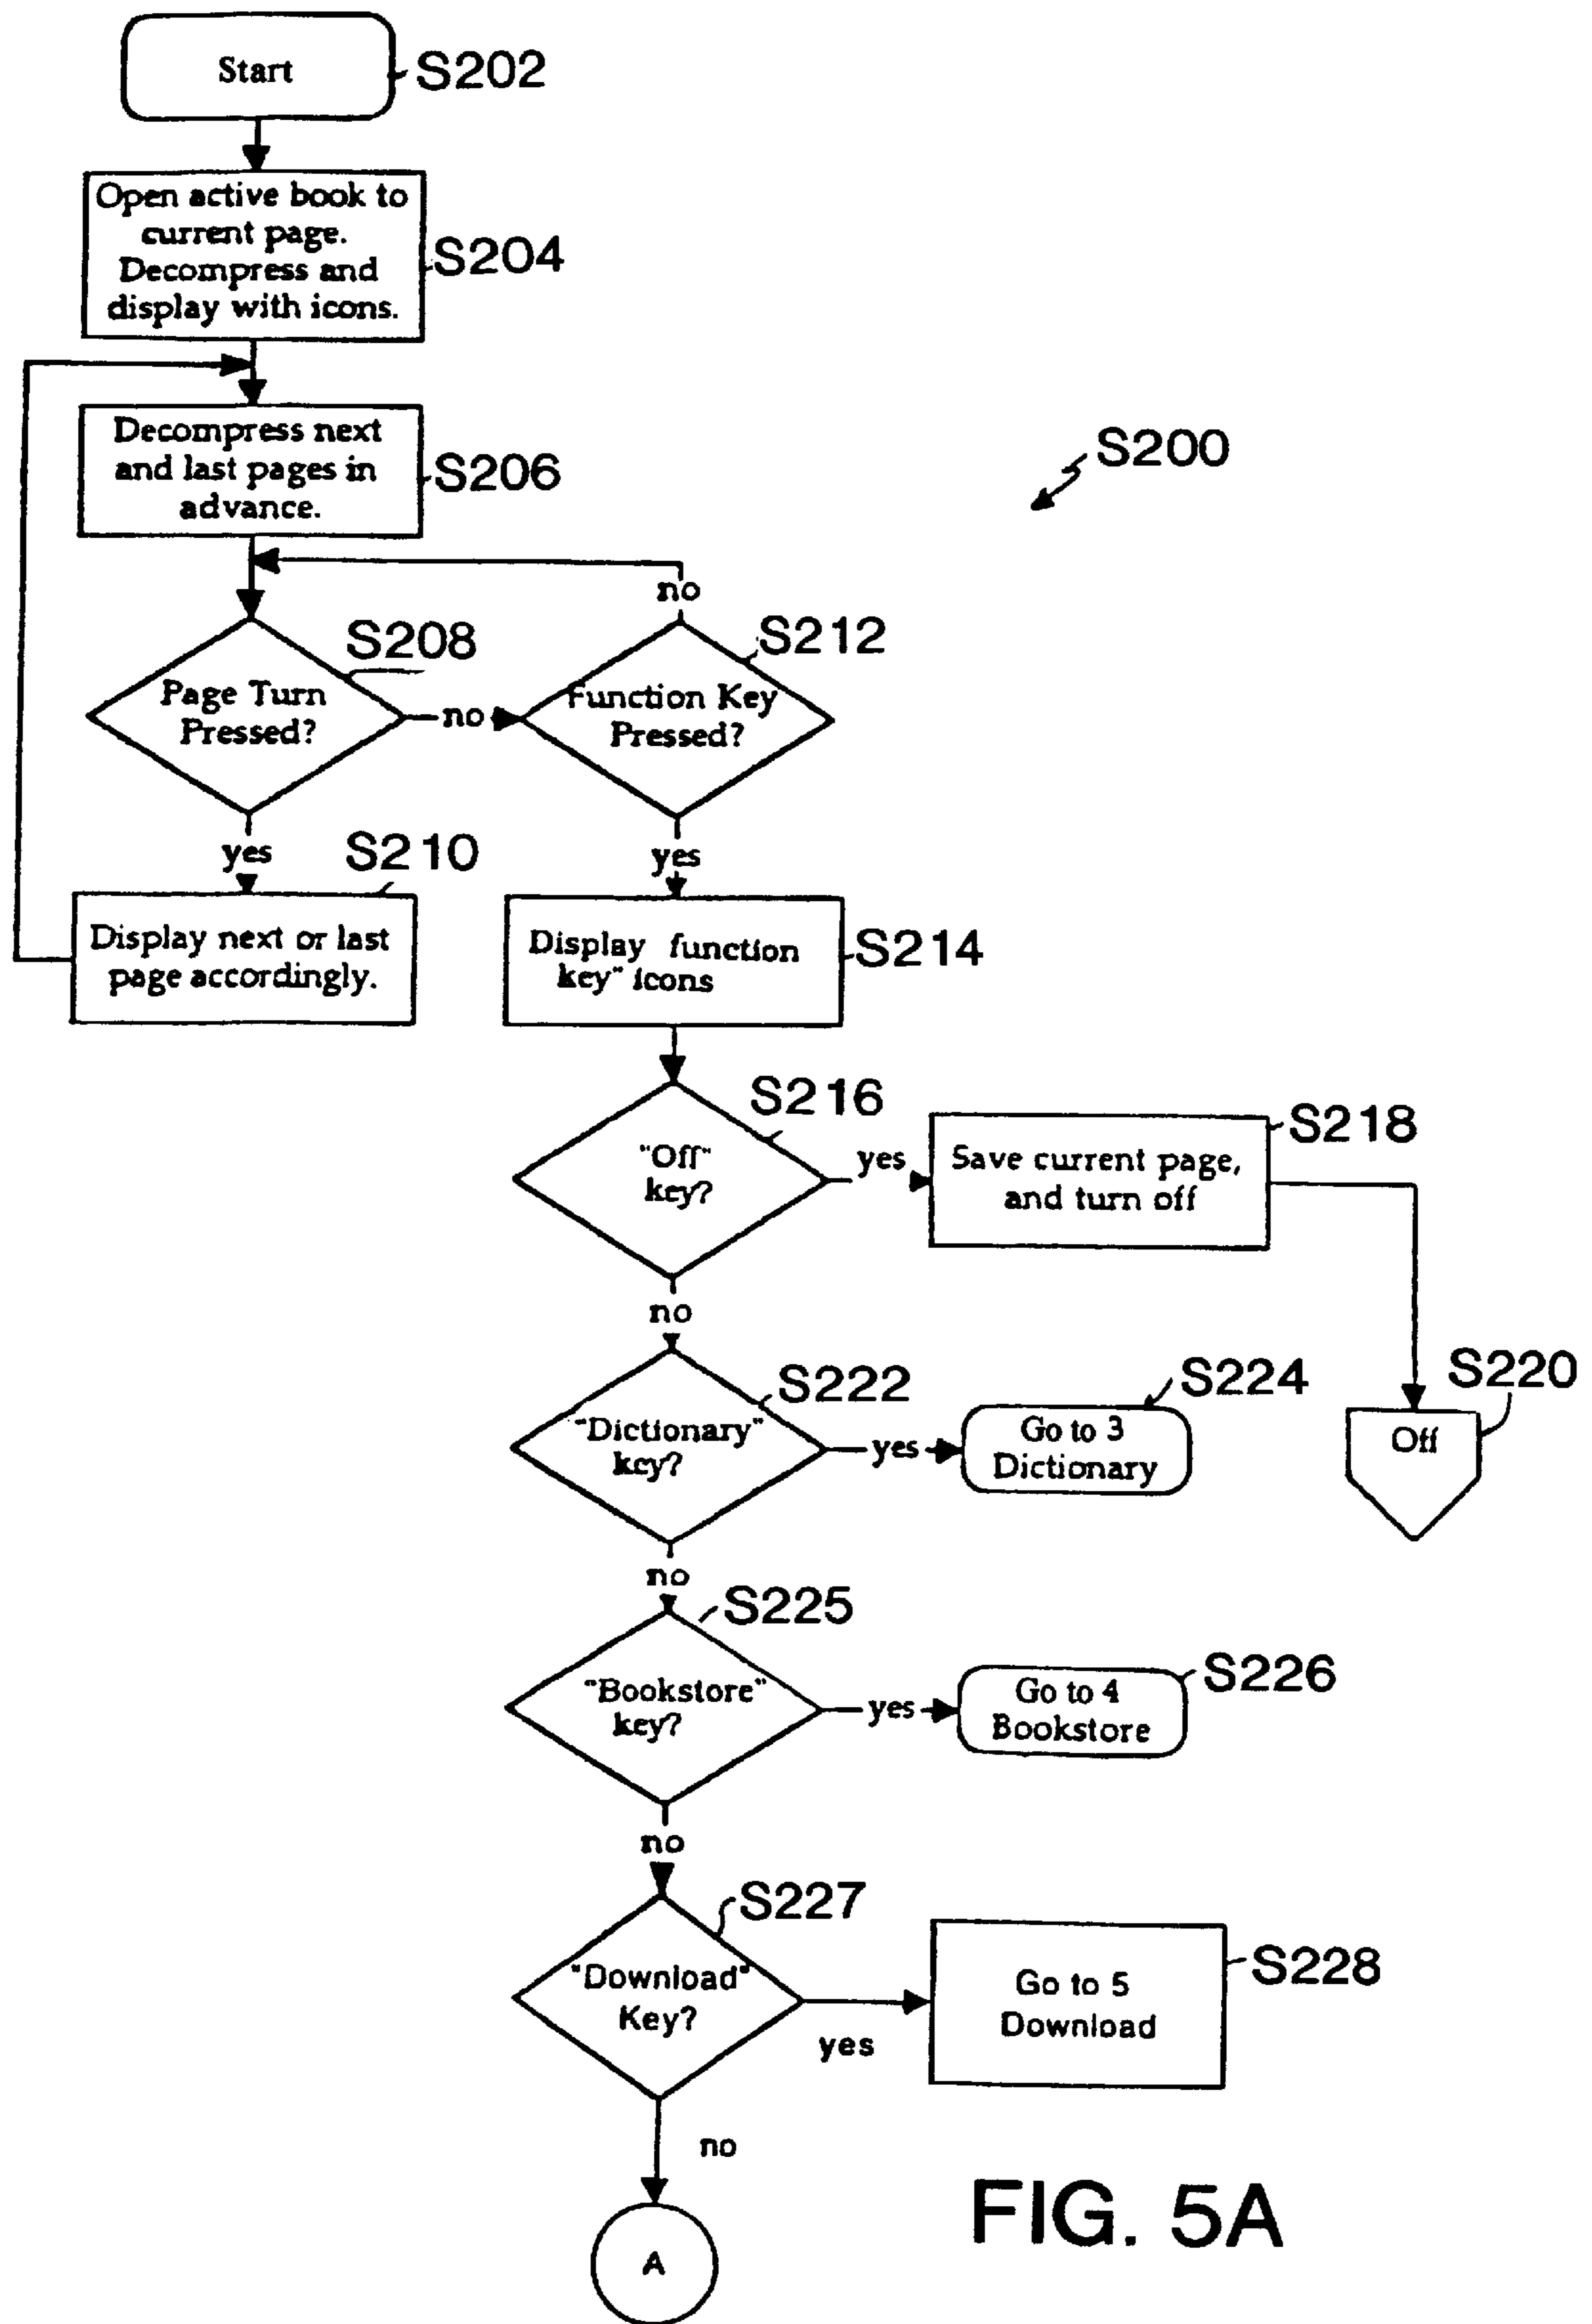 Start
S202
Open active book to
current page.
Decompress and
display with icons.
S204
Decompress next
and last pages in
advance.
S206
S200
no
S208
S212
Page Turn
Pressed?
no
Function Key
Pressed?
yes
S210
yes
Display next or last
page accordingly.
Display function
key" icons
S214
S216
S218
"Off"
key?
yes
Save current page,
and turn off
no
S222
S224
S220
"Dictionary"
key?
yes
Go to 3
Dictionary
Off
no
S225
S226
"Bookstore"
key?
yes
Go to 4
Bookstore
no
S227
S228
"Download"
Key?
yes
Go to 5
Download
no
A
FIG. 5A